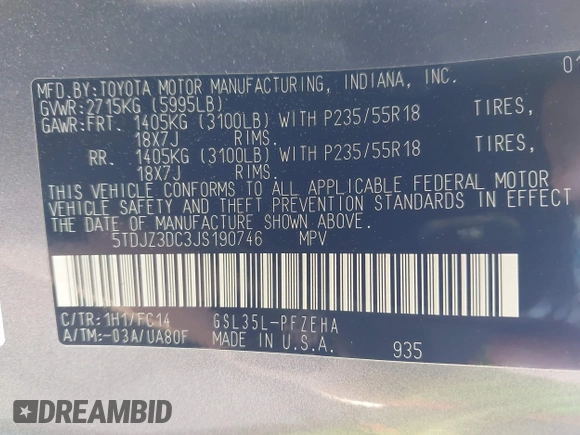 MFD.BY:TOYOTA MOTOR MANUFACTURING, INDIANA, INC. 01
GVWR:2715KG (5995LB)
GAWR:FRT. 1405KG (3100LB) WITH P235/55R18 TIRES,
18X7J RIMS.
RR. 1405KG (3100LB) WITH P235/55R18 TIRES,
18X7J RIMS.
THIS VEHICLE CONFORMS TO ALL APPLICABLE FEDERAL MOTOR
VEHICLE SAFETY AND THEFT PREVENTION STANDARDS IN EFFECT
THE DATE OF MANUFACTURE SHOWN ABOVE.
5TDJZ3DC3JS190746 MPV
C/TR:1H1/FC14 GSL35L-PFZEHA
A/TM:-03A/UA80F MADE IN U.S.A. 935
DREAMBID